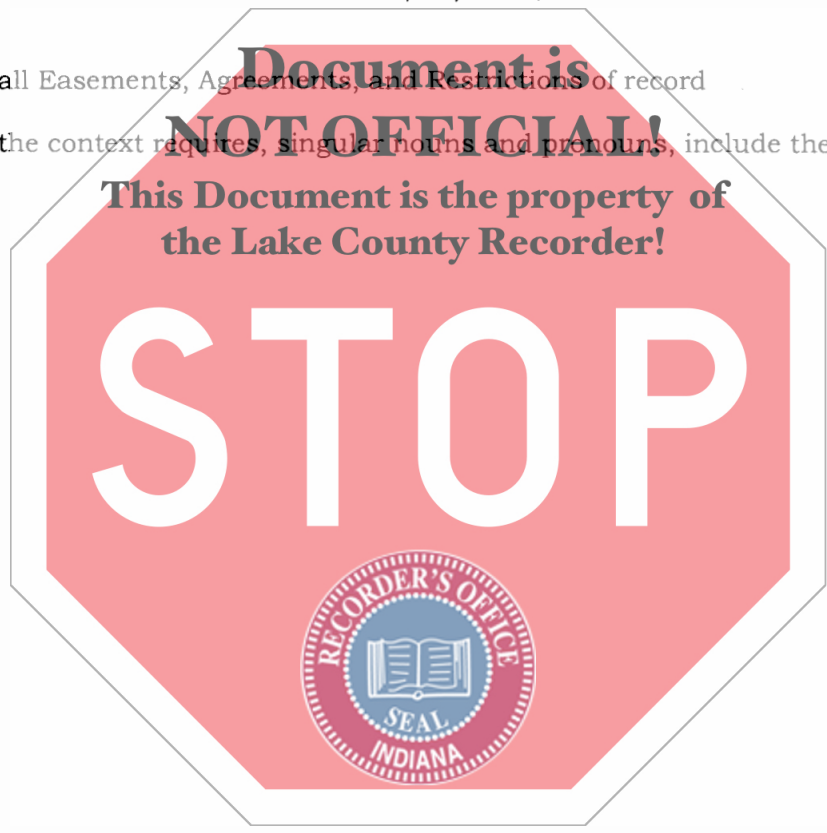 Document is
all Easements, Agreements, and Restrictions of record
NOT OFFICIAL!
the context requires, singular nouns and pronouns, include the
This Document is the property of
the Lake County Recorder!
STOP
RECORDER'S OFFICE
SEAL
INDIANA